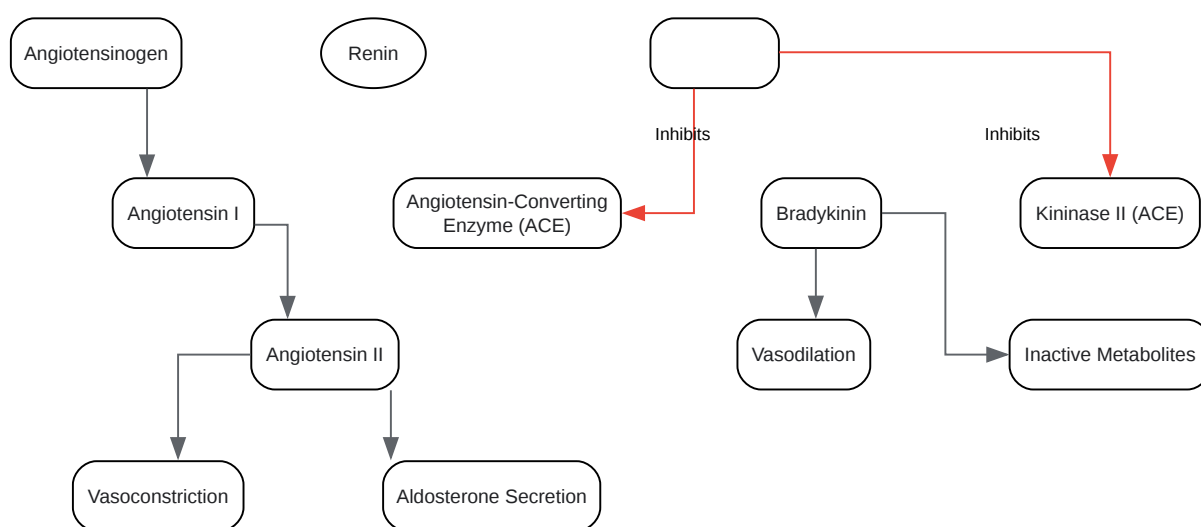 Angiotensinogen
Renin
Inhibits
Inhibits
Angiotensin I
Angiotensin-Converting
Enzyme (ACE)
Bradykinin
Kininase II (ACE)
Angiotensin II
Vasodilation
Inactive Metabolites
Vasoconstriction
Aldosterone Secretion